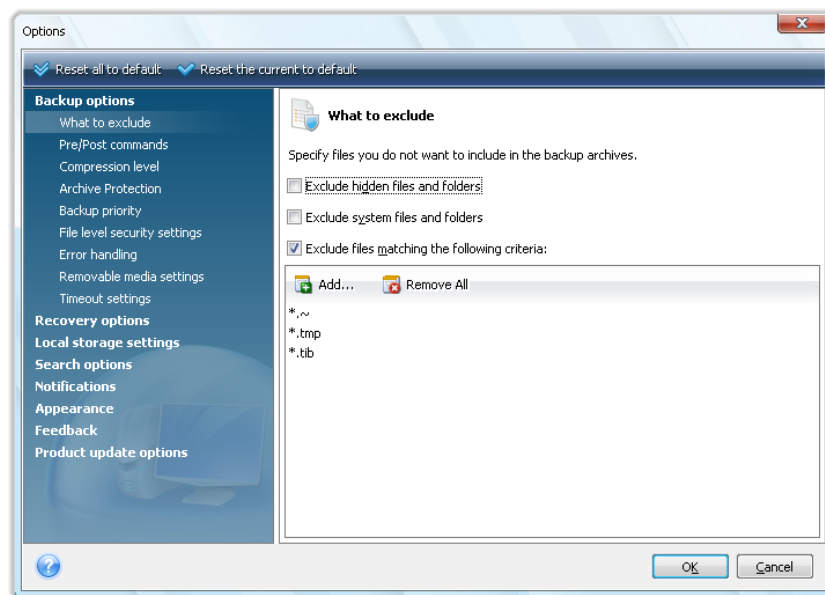 Options
Reset all to default Reset the current to default
Backup options
What to exclude
Pre/Post commands
Compression level
Archive Protection
Backup priority
File level security settings
Error handling
Removable media settings
Timeout settings
Recovery options
Local storage settings
Search options
Notifications
Appearance
Feedback
Product update options
What to exclude
Specify files you do not want to include in the backup archives.
Exclude hidden files and folders
Exclude system files and folders
Exclude files matching the following criteria:
Add... Remove All
*.~
*.tmp
*.tib
OK Cancel